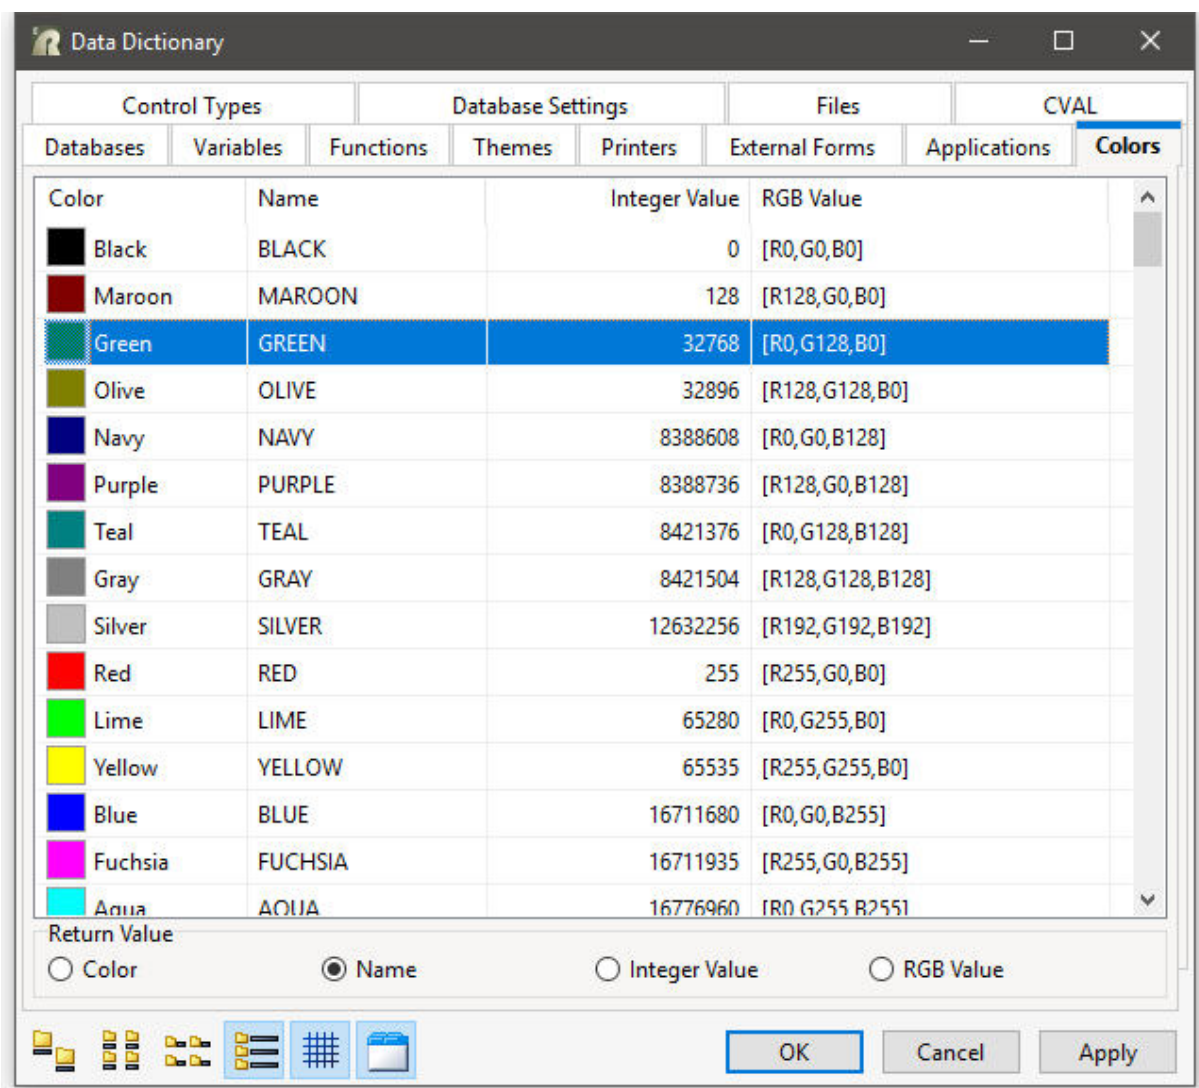 Data Dictionary
Control Types Database Settings Files CVAL
Databases Variables Functions Themes Printers External Forms Applications Colors
Color Name Integer Value RGB Value
Black BLACK 0 [R0,G0,B0]
Maroon MAROON 128 [R128,G0,B0]
Green GREEN 32768 [R0,G128,B0]
Olive OLIVE 32896 [R128,G128,B0]
Navy NAVY 8388608 [R0,G0,B128]
Purple PURPLE 8388736 [R128,G0,B128]
Teal TEAL 8421376 [R0,G128,B128]
Gray GRAY 8421504 [R128,G128,B128]
Silver SILVER 12632256 [R192,G192,B192]
Red RED 255 [R255,G0,B0]
Lime LIME 65280 [R0,G255,B0]
Yellow YELLOW 65535 [R255,G255,B0]
Blue BLUE 16711680 [R0,G0,B255]
Fuchsia FUCHSIA 16711935 [R255,G0,B255]
Aqua AQUA 16776960 [R0,G255,B255]
Return Value
Color Name Integer Value RGB Value
OK Cancel Apply